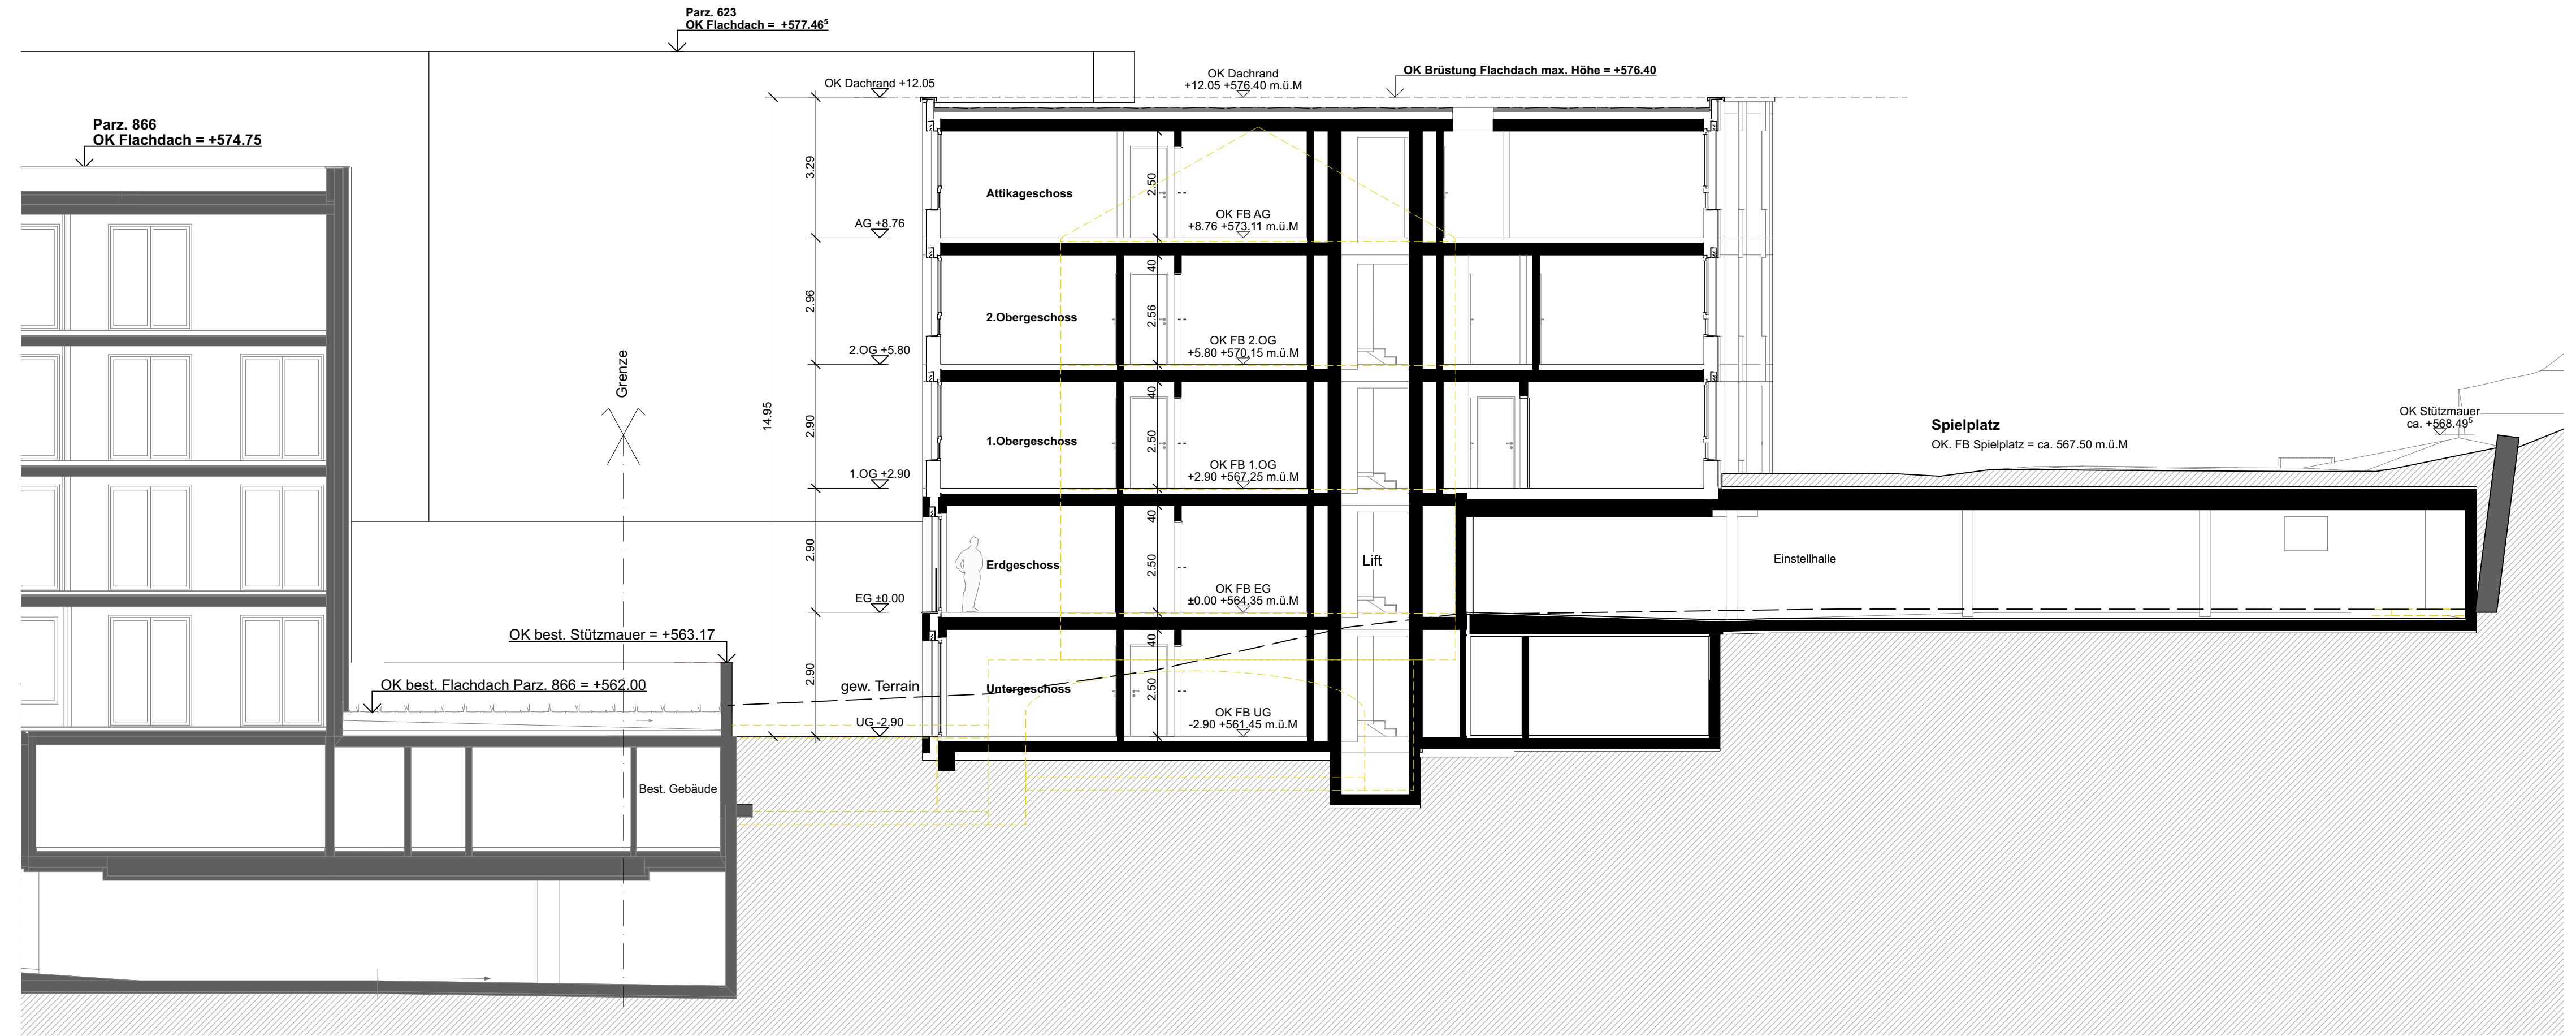 Parz. 623
OK Flachdach = +577.46⁵
OK Dachrand +12.05
OK Dachrand
+12.05 +576.40 m.ü.M
OK Brüstung Flachdach max. Höhe = +576.40
Parz. 866
OK Flachdach = +574.75
3.29
2.50
Attikageschoss
OK FB AG
+8.76 +573,11 m.ü.M
AG +8.76
40
2.96
2.56
2.Obergeschoss
OK FB 2.OG
+5.80 +570,15 m.ü.M
2.OG +5.80
Grenze
14.95
40
2.90
2.50
1.Obergeschoss
OK FB 1.OG
+2.90 +567,25 m.ü.M
1.OG +2.90
Spielplatz
OK. FB Spielplatz = ca. 567.50 m.ü.M
OK Stützmauer
ca. +568.49⁵
40
2.90
2.50
Erdgeschoss
Lift
Einstellhalle
OK FB EG
±0.00 +564,35 m.ü.M
EG ±0.00
OK best. Stützmauer = +563.17
OK best. Flachdach Parz. 866 = +562.00
gew. Terrain
40
2.90
2.50
Untergeschoss
OK FB UG
-2.90 +561,45 m.ü.M
UG -2.90
Best. Gebäude